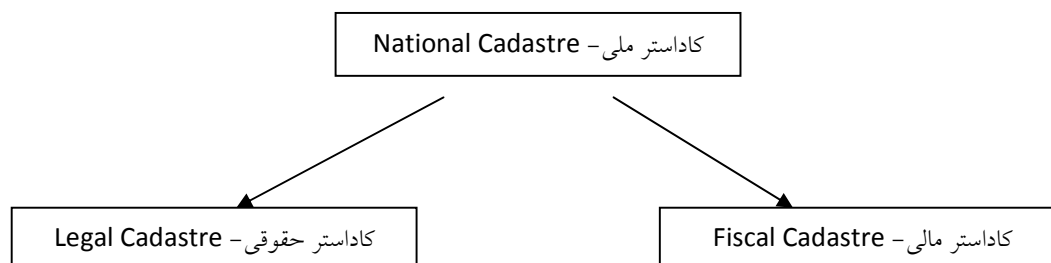 کاداستر ملی – National Cadastre
کاداستر حقوقی – Legal Cadastre
کاداستر مالی – Fiscal Cadastre